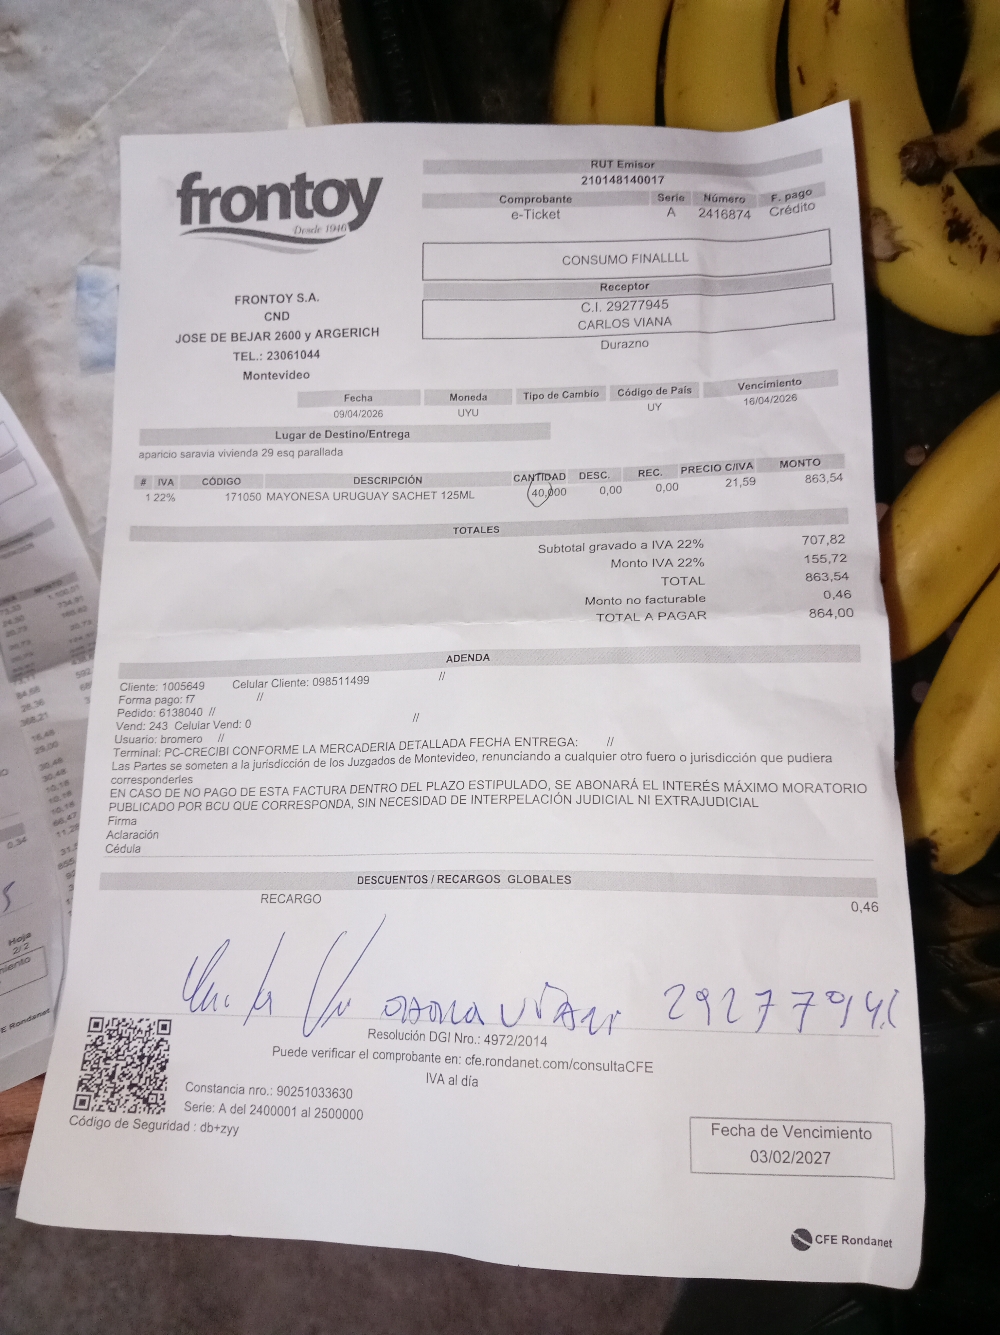 frontoy
Desde 1946
RUT Emisor
210148140017
Comprobante Serie Número F. pago
e-Ticket A 2416874 Crédito
CONSUMO FINALLLL
Receptor
C.I. 29277945
CARLOS VIANA
Durazno
FRONTOY S.A.
CND
JOSE DE BEJAR 2600 y ARGERICH
TEL.: 23061044
Montevideo
Fecha Moneda Tipo de Cambio Código de País Vencimiento
09/04/2026 UYU UY 16/04/2026
Lugar de Destino/Entrega
aparicio saravia vivienda 29 esq parallada
# IVA CÓDIGO DESCRIPCIÓN CANTIDAD DESC. REC. PRECIO C/IVA MONTO
1 22% 171050 MAYONESA URUGUAY SACHET 125ML 40,000 0,00 0,00 21,59 863,54
TOTALES
Subtotal gravado a IVA 22% 707,82
Monto IVA 22% 155,72
TOTAL 863,54
Monto no facturable 0,46
TOTAL A PAGAR 864,00
ADENDA
Cliente: 1005649 Celular Cliente: 098511499 //
Forma pago: f7 //
Pedido: 6138040 //
Vend: 243 Celular Vend: 0 //
Usuario: bromero //
Terminal: PC-CRECIBI CONFORME LA MERCADERIA DETALLADA FECHA ENTREGA: //
Las Partes se someten a la jurisdicción de los Juzgados de Montevideo, renunciando a cualquier otro fuero o jurisdicción que pudiera
corresponderles
EN CASO DE NO PAGO DE ESTA FACTURA DENTRO DEL PLAZO ESTIPULADO, SE ABONARÁ EL INTERÉS MÁXIMO MORATORIO
PUBLICADO POR BCU QUE CORRESPONDA, SIN NECESIDAD DE INTERPELACIÓN JUDICIAL NI EXTRAJUDICIAL
Firma
Aclaración
Cédula
DESCUENTOS / RECARGOS GLOBALES
RECARGO 0,46
Resolución DGI Nro.: 4972/2014
Puede verificar el comprobante en: cfe.rondanet.com/consultaCFE
IVA al día
Constancia nro.: 90251033630
Serie: A del 2400001 al 2500000
Código de Seguridad : db+zyy
Fecha de Vencimiento
03/02/2027
CFE Rondanet
Hoja
2/2